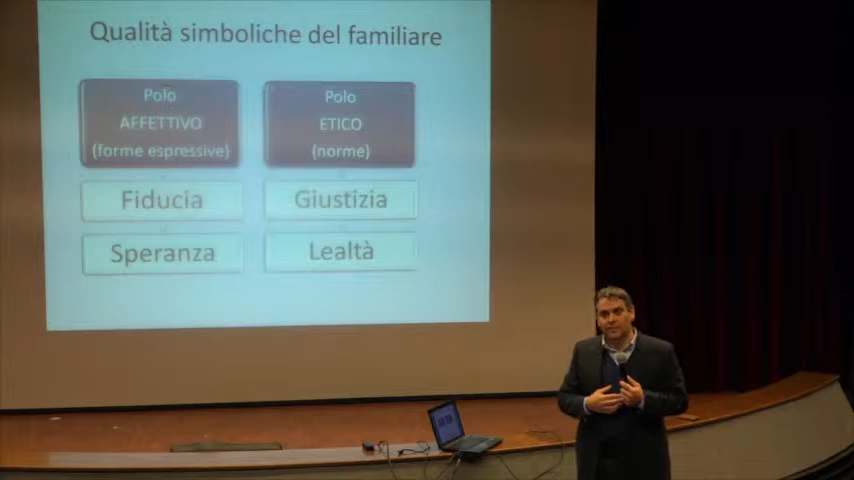 Qualità simboliche del familiare
Polo
AFFETTIVO
(forme espressive)
Fiducia
Speranza
Polo
ETICO
(norme)
Giustizia
Lealtà